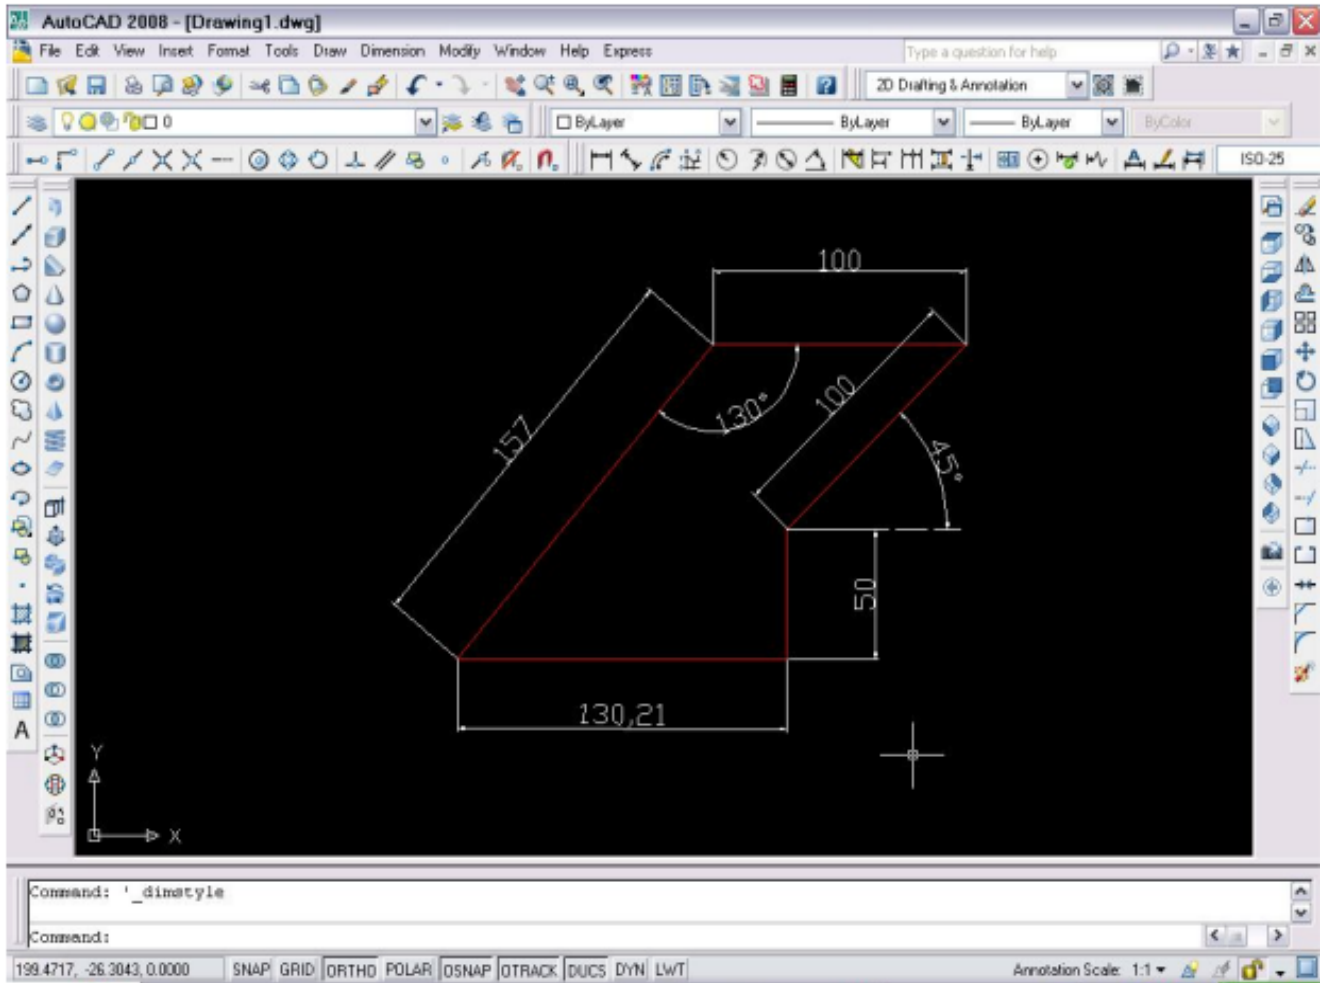 AutoCAD 2008 - [Drawing1.dwg]
File Edit View Insert Format Tools Draw Dimension Modify Window Help Express Type a question for help
2D Drafting & Annotation
0 ByLayer ByLayer ByLayer ByColor
ISO-25
100
157
130°
100
45°
50
130,21
A
Y
X
Command: '_dimstyle
Command:
199.4717, -26.3043, 0.0000 SNAP GRID ORTHO POLAR OSNAP OTRACK DUCS DYN LWT Annotation Scale: 1:1